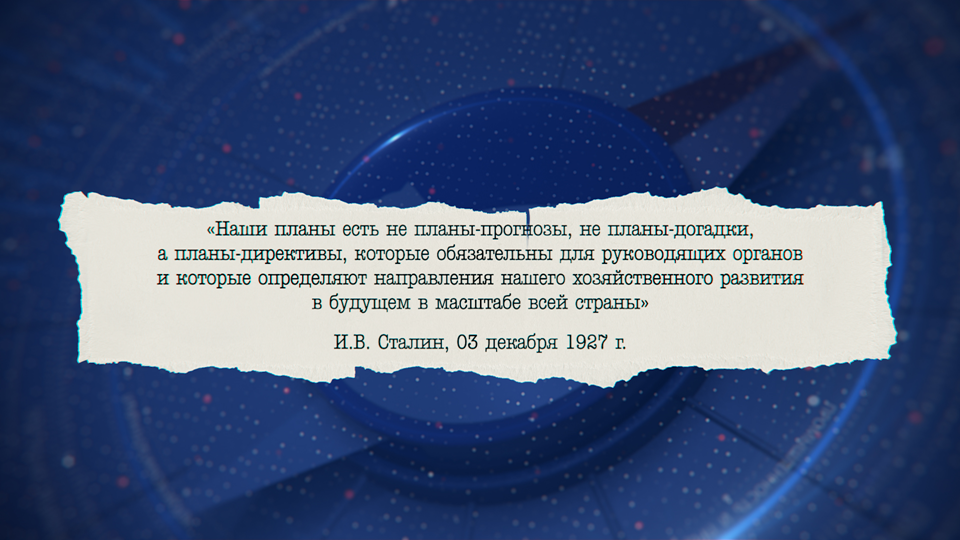 «Наши планы есть не планы-прогнозы, не планы-догадки,
а планы-директивы, которые обязательны для руководящих органов
и которые определяют направления нашего хозяйственного развития
в будущем в масштабе всей страны»
И.В. Сталин, 03 декабря 1927 г.